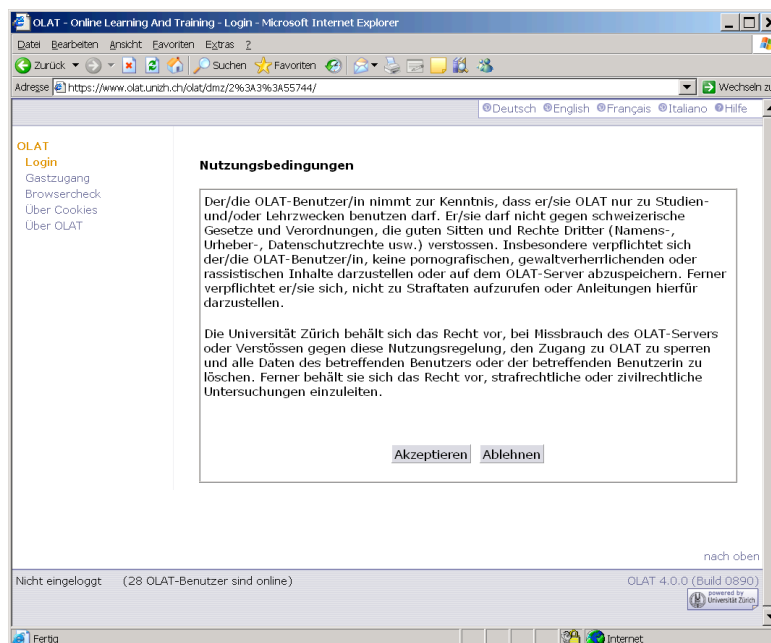 OLAT - Online Learning And Training - Login - Microsoft Internet Explorer
Datei Bearbeiten Ansicht Favoriten Extras ?
Zurück Suchen Favoriten
Adresse https://www.olat.unizh.ch/olat/dmz/2%3A3%3A55744/ Wechseln zu
Deutsch English Français Italiano Hilfe
OLAT
Login
Gastzugang
Browsercheck
Über Cookies
Über OLAT
Nutzungsbedingungen
Der/die OLAT-Benutzer/in nimmt zur Kenntnis, dass er/sie OLAT nur zu Studien-
und/oder Lehrzwecken benutzen darf. Er/sie darf nicht gegen schweizerische
Gesetze und Verordnungen, die guten Sitten und Rechte Dritter (Namens-,
Urheber-, Datenschutzrechte usw.) verstossen. Insbesondere verpflichtet sich
der/die OLAT-Benutzer/in, keine pornografischen, gewaltverherrlichenden oder
rassistischen Inhalte darzustellen oder auf dem OLAT-Server abzuspeichern. Ferner
verpflichtet er/sie sich, nicht zu Straftaten aufzurufen oder Anleitungen hierfür
darzustellen.
Die Universität Zürich behält sich das Recht vor, bei Missbrauch des OLAT-Servers
oder Verstössen gegen diese Nutzungsregelung, den Zugang zu OLAT zu sperren
und alle Daten des betreffenden Benutzers oder der betreffenden Benutzerin zu
löschen. Ferner behält sie sich das Recht vor, strafrechtliche oder zivilrechtliche
Untersuchungen einzuleiten.
Akzeptieren Ablehnen
nach oben
Nicht eingeloggt (28 OLAT-Benutzer sind online) OLAT 4.0.0 (Build 0890)
powered by
Universität Zürich
Fertig Internet